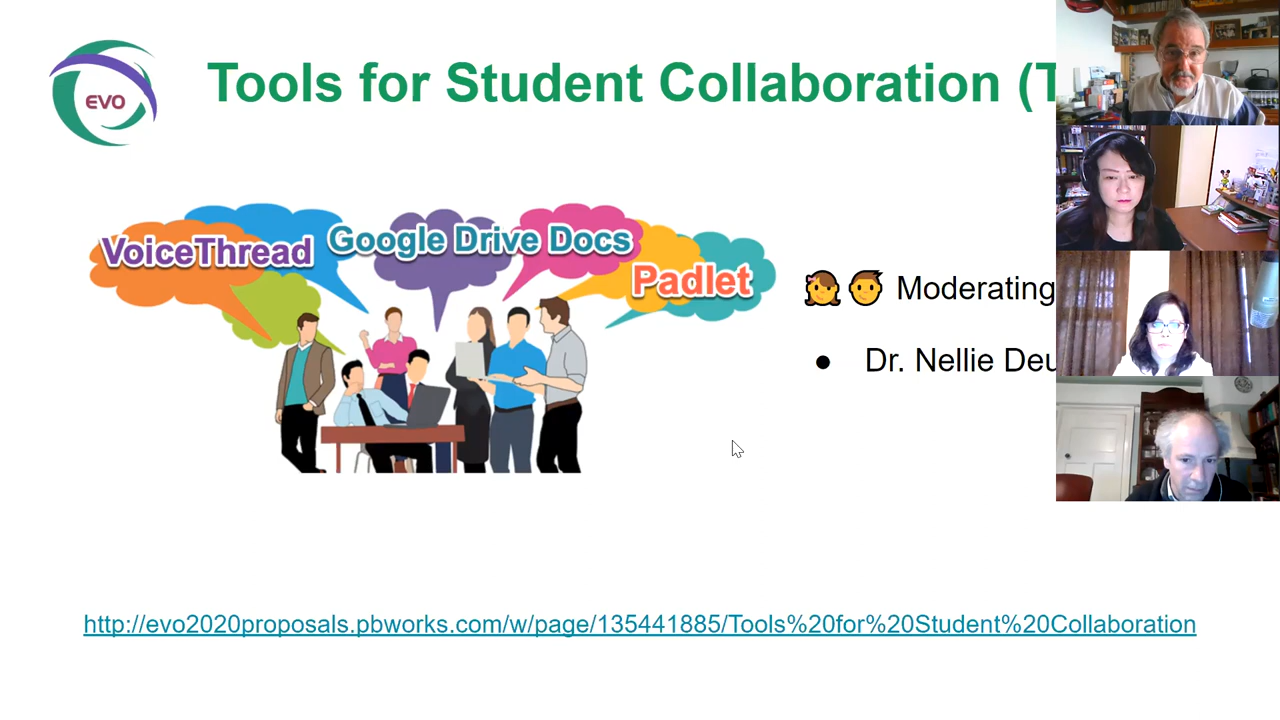 EVO
Tools for Student Collaboration (T
VoiceThread
Google Drive Docs
Padlet
Moderating
● Dr. Nellie Deu
http://evo2020proposals.pbworks.com/w/page/135441885/Tools%20for%20Student%20Collaboration